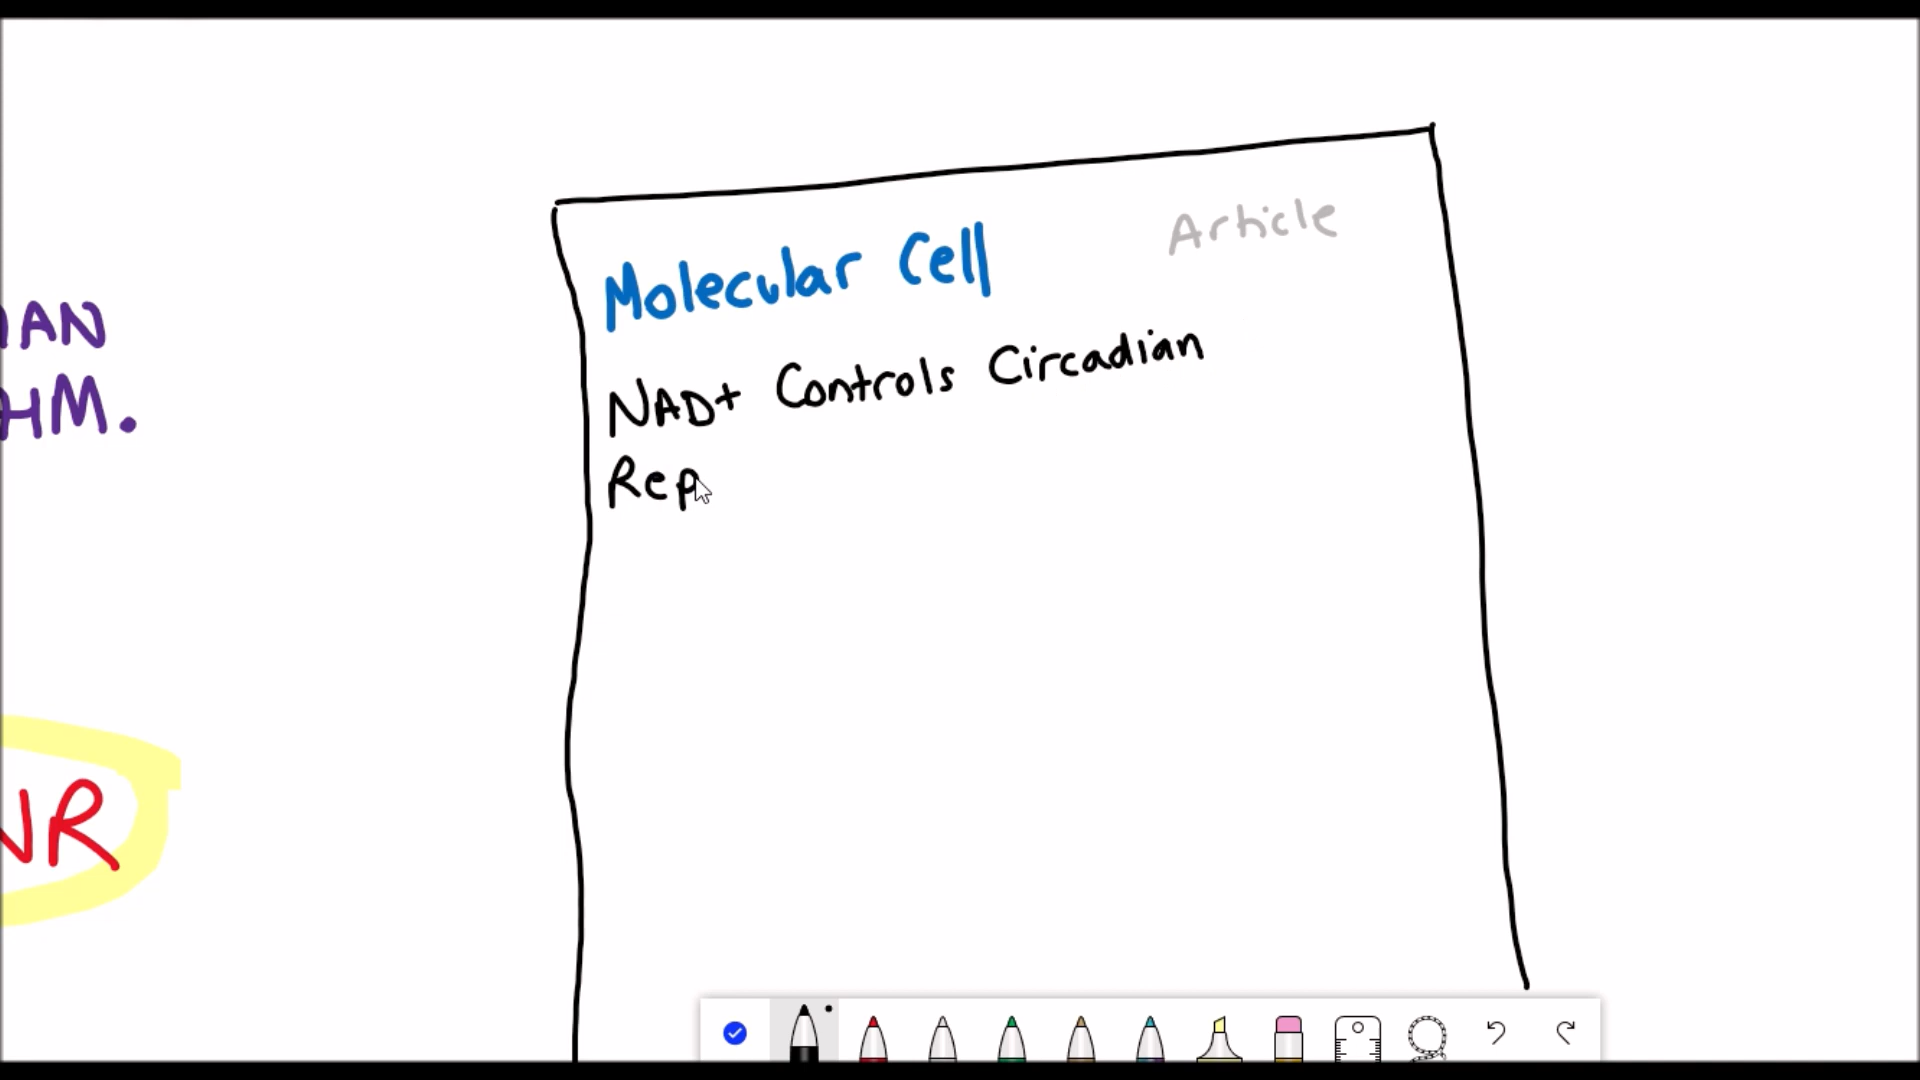 Article
Molecular Cell
NAD+ Controls Circadian
Rep
AN
HM.
NR